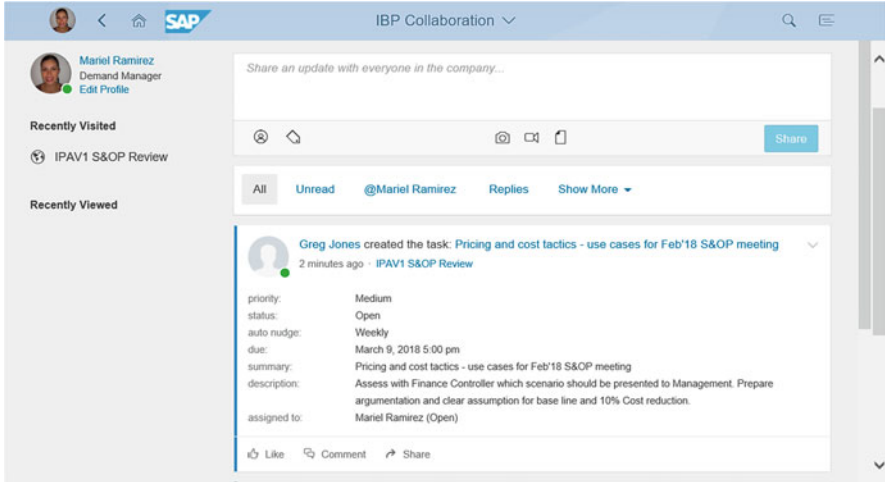 SAP
IBP Collaboration
Mariel Ramirez
Demand Manager
Edit Profile
Recently Visited
IPAV1 S&OP Review
Recently Viewed
Share an update with everyone in the company...
Share
All Unread @Mariel Ramirez Replies Show More
Greg Jones created the task: Pricing and cost tactics - use cases for Feb'18 S&OP meeting
2 minutes ago · IPAV1 S&OP Review
priority: Medium
status: Open
auto nudge: Weekly
due: March 9, 2018 5:00 pm
summary: Pricing and cost tactics - use cases for Feb'18 S&OP meeting
description: Assess with Finance Controller which scenario should be presented to Management. Prepare
argumentation and clear assumption for base line and 10% Cost reduction.
assigned to: Mariel Ramirez (Open)
Like Comment Share